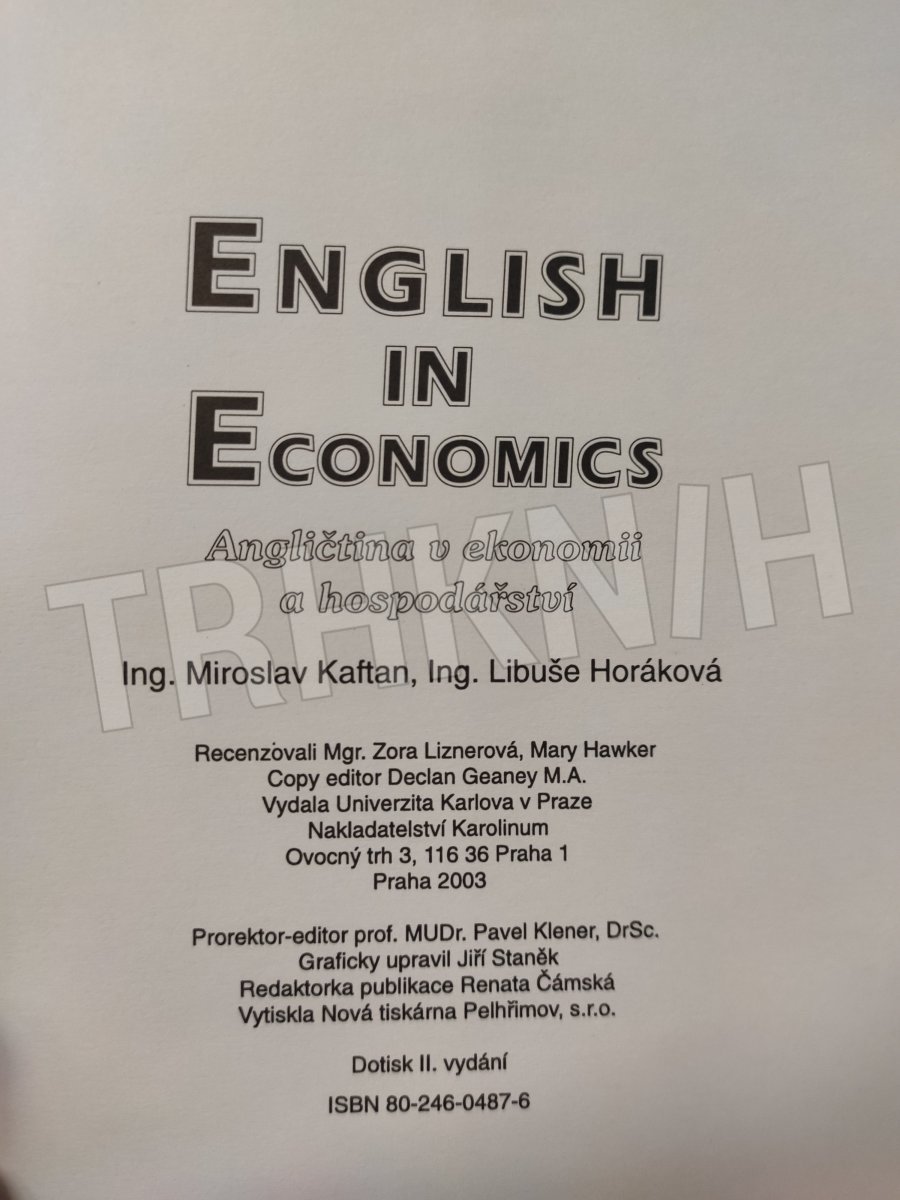 ENGLISH
IN
ECONOMICS
Angličtina v ekonomii
a hospodářství
TRHKNIH
Ing. Miroslav Kaftan, Ing. Libuše Horáková
Recenzovali Mgr. Zora Liznerová, Mary Hawker
Copy editor Declan Geaney M.A.
Vydala Univerzita Karlova v Praze
Nakladatelství Karolinum
Ovocný trh 3, 116 36 Praha 1
Praha 2003
Prorektor-editor prof. MUDr. Pavel Klener, DrSc.
Graficky upravil Jiří Staněk
Redaktorka publikace Renata Čámská
Vytiskla Nová tiskárna Pelhřimov, s.r.o.
Dotisk II. vydání
ISBN 80-246-0487-6